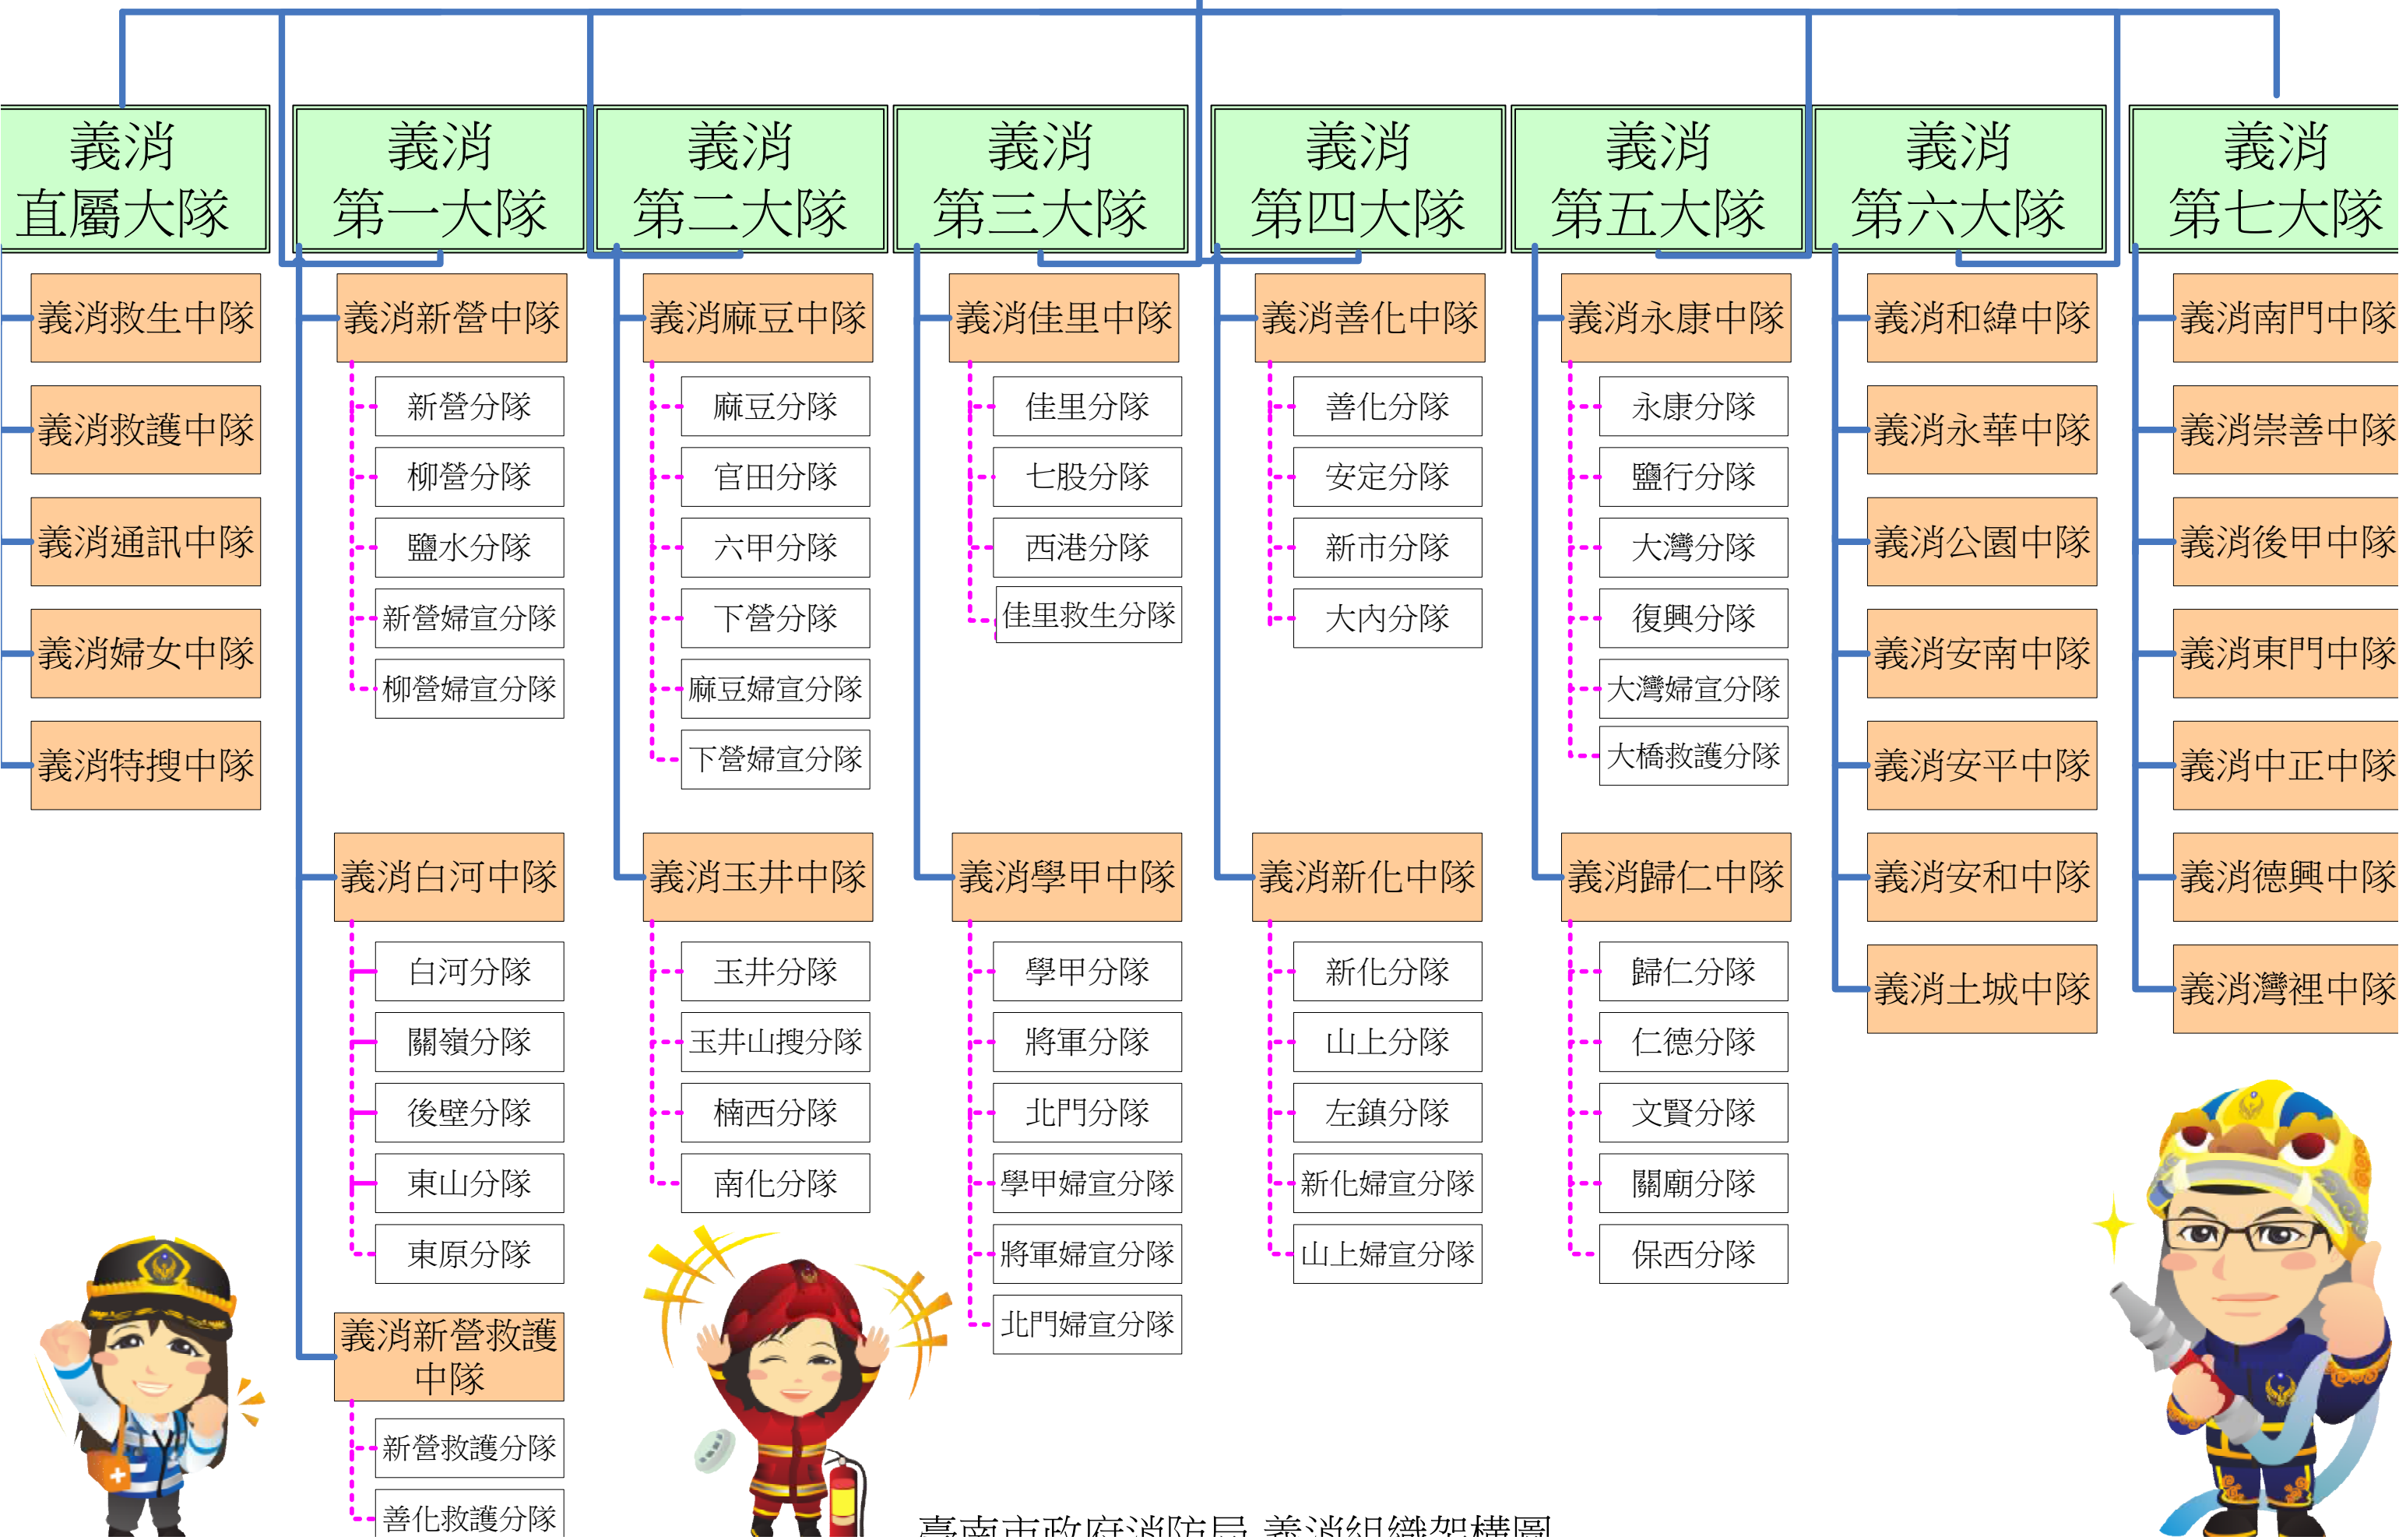 義消
直屬大隊
義消救生中隊
義消救護中隊
義消通訊中隊
義消婦女中隊
義消特搜中隊
義消
第一大隊
義消新營中隊
新營分隊
柳營分隊
鹽水分隊
新營婦宣分隊
柳營婦宣分隊
義消白河中隊
白河分隊
關嶺分隊
後壁分隊
東山分隊
東原分隊
義消新營救護
中隊
新營救護分隊
善化救護分隊
義消
第二大隊
義消麻豆中隊
麻豆分隊
官田分隊
六甲分隊
下營分隊
麻豆婦宣分隊
下營婦宣分隊
義消玉井中隊
玉井分隊
玉井山搜分隊
楠西分隊
南化分隊
義消
第三大隊
義消佳里中隊
佳里分隊
七股分隊
西港分隊
佳里救生分隊
義消學甲中隊
學甲分隊
將軍分隊
北門分隊
學甲婦宣分隊
將軍婦宣分隊
北門婦宣分隊
義消
第四大隊
義消善化中隊
善化分隊
安定分隊
新市分隊
大內分隊
義消新化中隊
新化分隊
山上分隊
左鎮分隊
新化婦宣分隊
山上婦宣分隊
義消
第五大隊
義消永康中隊
永康分隊
鹽行分隊
大灣分隊
復興分隊
大灣婦宣分隊
大橋救護分隊
義消歸仁中隊
歸仁分隊
仁德分隊
文賢分隊
關廟分隊
保西分隊
義消
第六大隊
義消和緯中隊
義消永華中隊
義消公園中隊
義消安南中隊
義消安平中隊
義消安和中隊
義消土城中隊
義消
第七大隊
義消南門中隊
義消崇善中隊
義消後甲中隊
義消東門中隊
義消中正中隊
義消德興中隊
義消灣裡中隊
臺南市政府消防局 義消組織架構圖